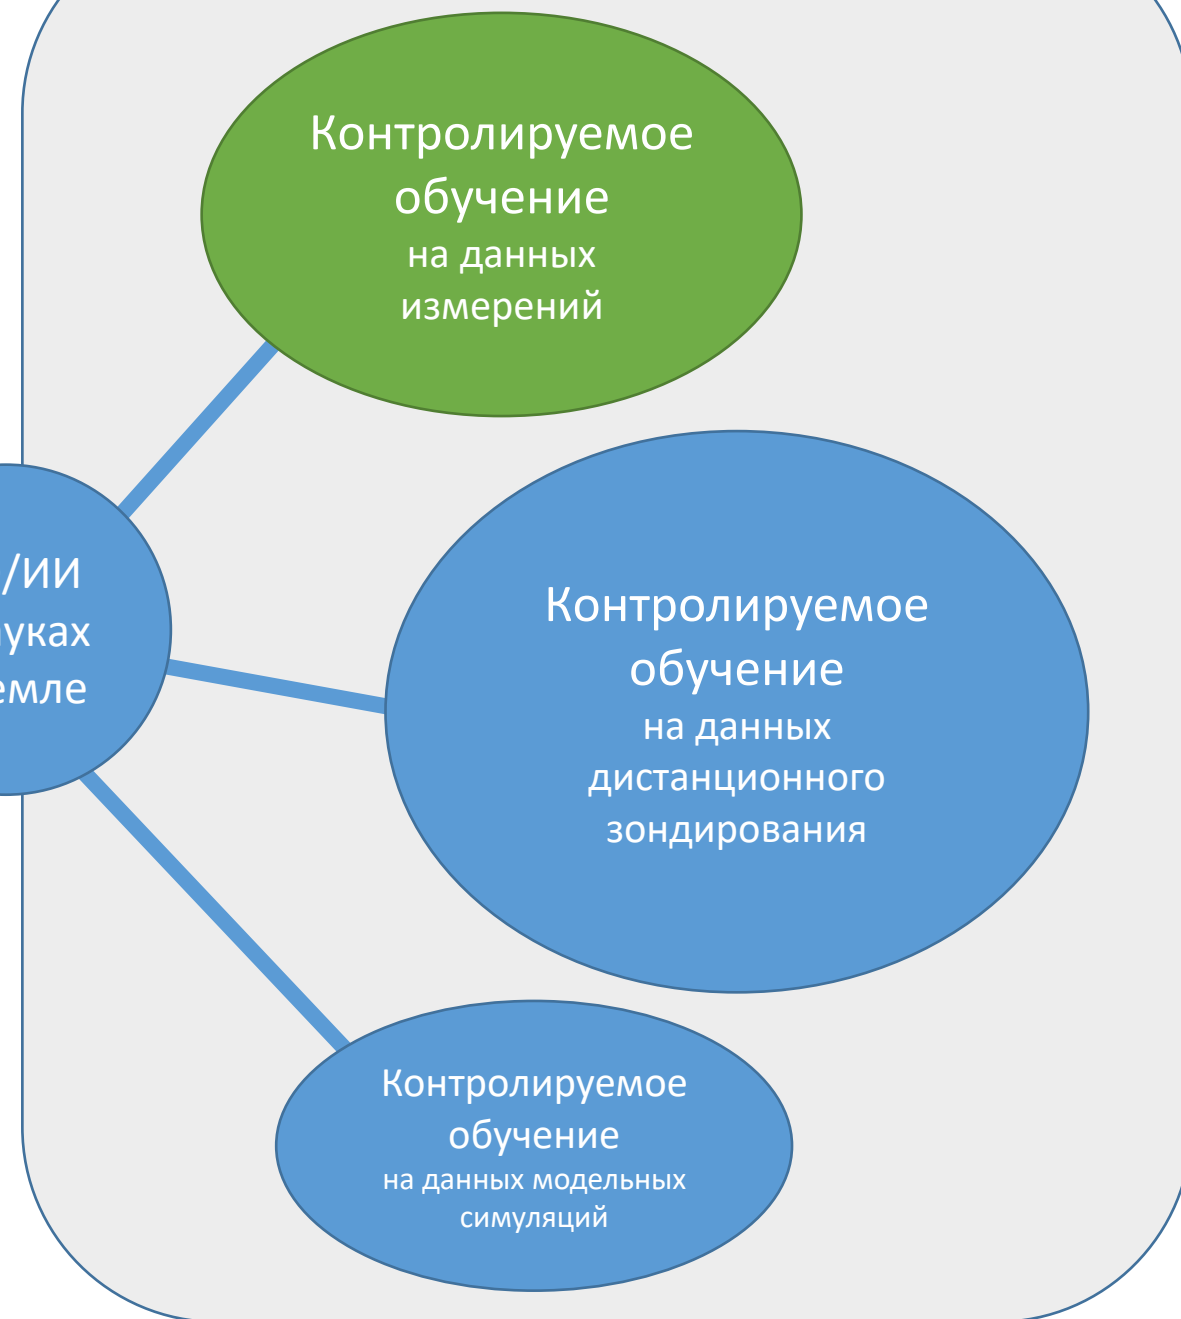 Контролируемое
обучение
на данных
измерений
/ИИ
уках
емле
Контролируемое
обучение
на данных
дистанционного
зондирования
Контролируемое
обучение
на данных модельных
симуляций